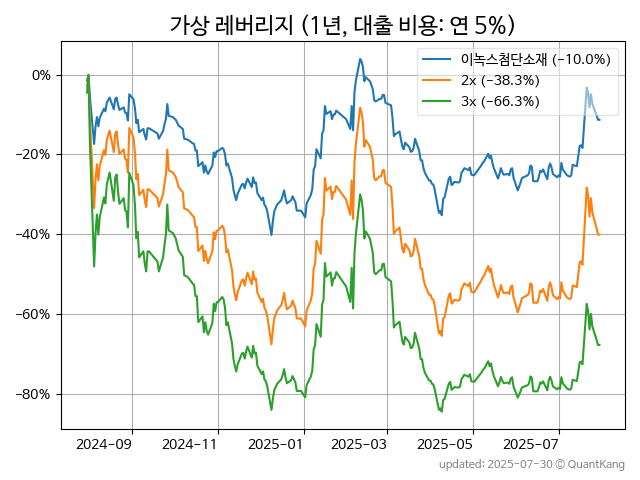 가상 레버리지 (1년, 대출 비용: 연 5%)
이녹스첨단소재 (−10.0%)
2x (−38.3%)
3x (−66.3%)
0%
−20%
−40%
−60%
−80%
2024−09 2024−11 2025−01 2025−03 2025−05 2025−07
updated: 2025-07-30 © QuantKang